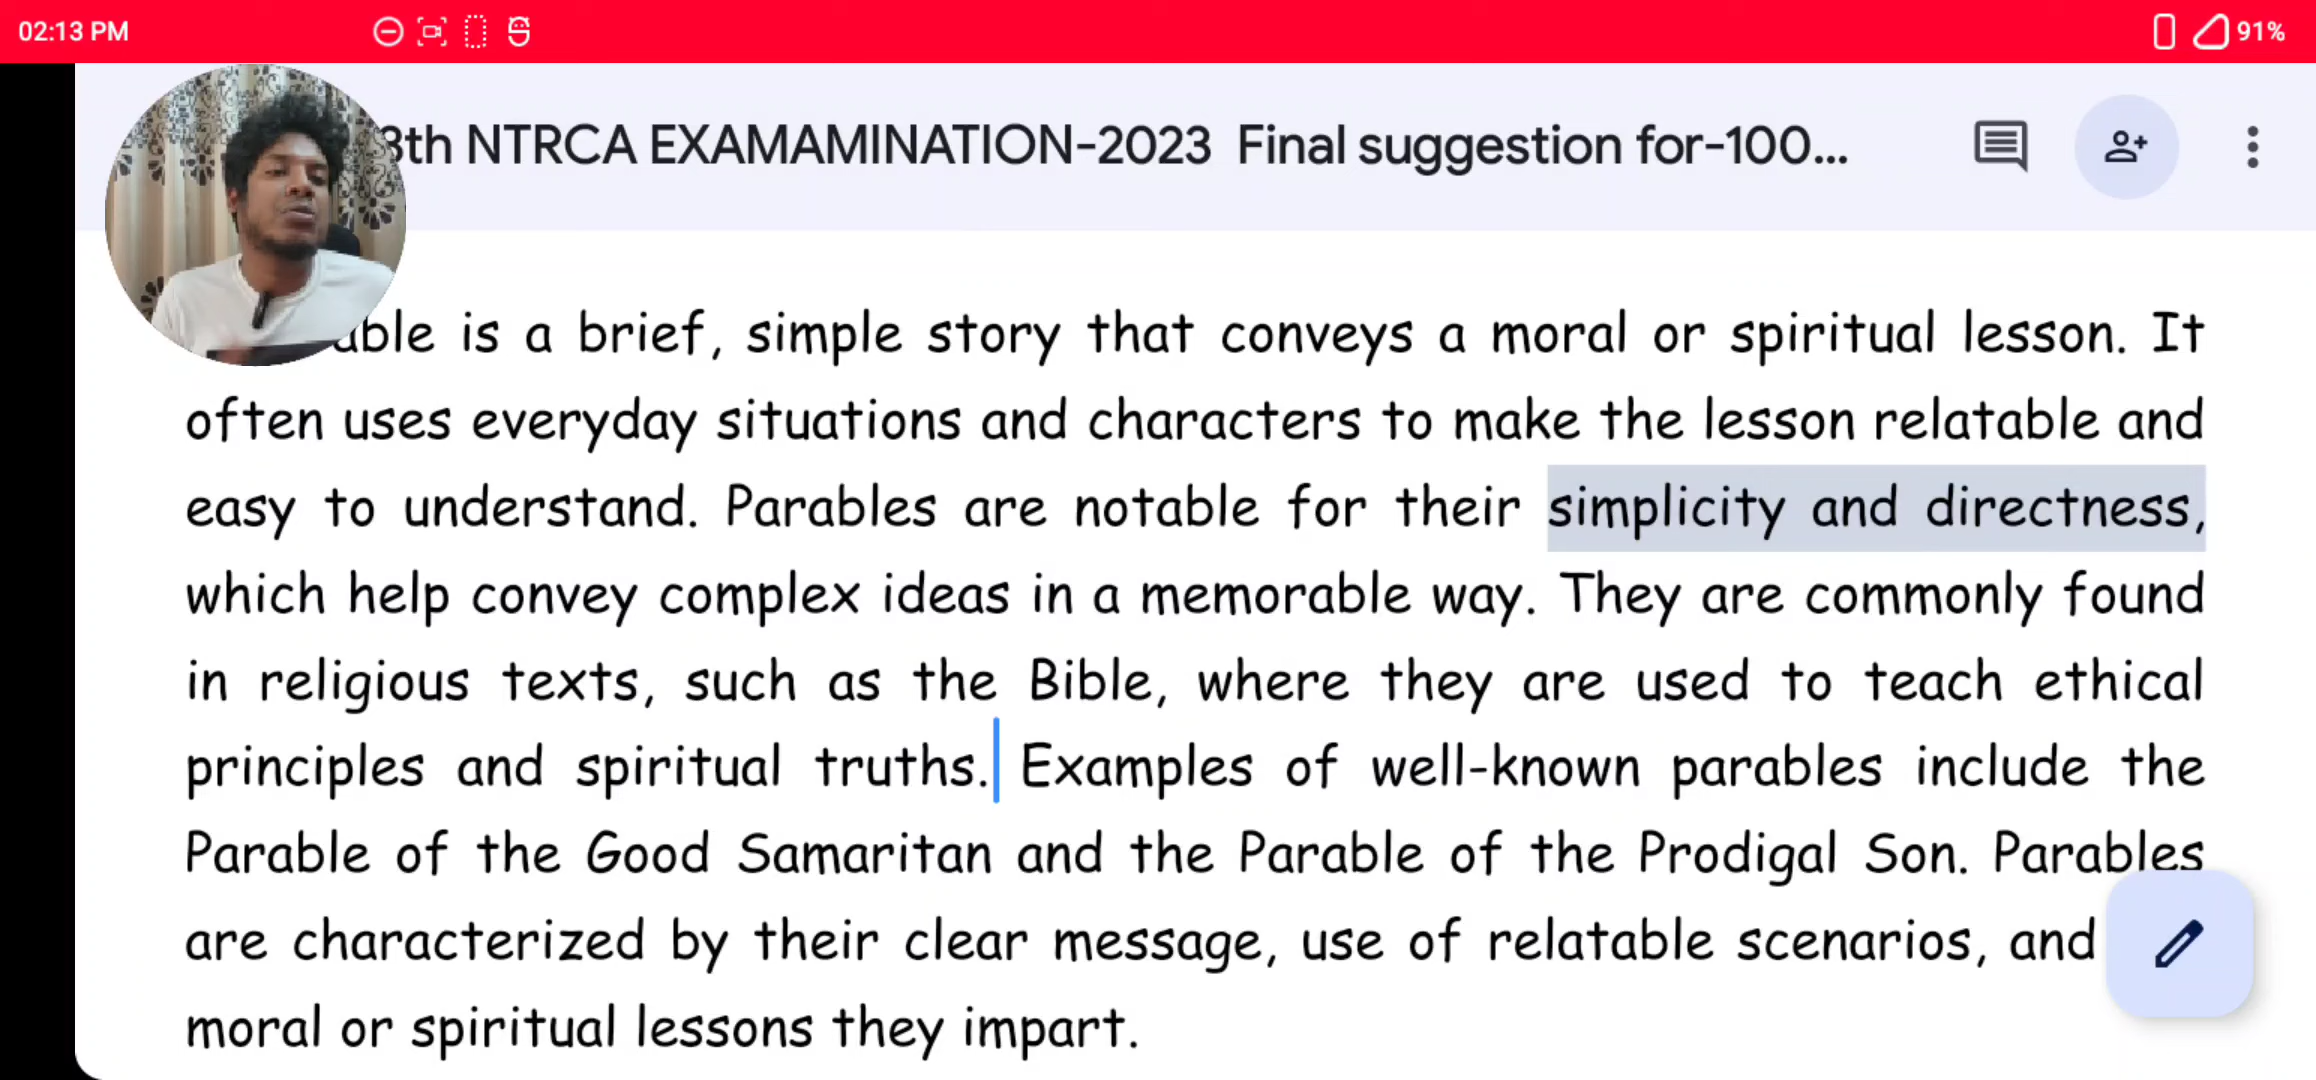 02:13 PM
91%
8th NTRCA EXAMAMINATION-2023 Final suggestion for-100...
able is a brief, simple story that conveys a moral or spiritual lesson. It
often uses everyday situations and characters to make the lesson relatable and
easy to understand. Parables are notable for their simplicity and directness,
which help convey complex ideas in a memorable way. They are commonly found
in religious texts, such as the Bible, where they are used to teach ethical
principles and spiritual truths. Examples of well-known parables include the
Parable of the Good Samaritan and the Parable of the Prodigal Son. Parables
are characterized by their clear message, use of relatable scenarios, and
moral or spiritual lessons they impart.